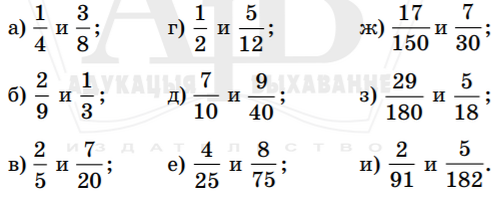 а) 1/4 и 3/8; г) 1/2 и 5/12; ж) 17/150 и 7/30;
б) 2/9 и 1/3; д) 7/10 и 9/40; з) 29/180 и 5/18;
в) 2/5 и 7/20; е) 4/25 и 8/75; и) 2/91 и 5/182.